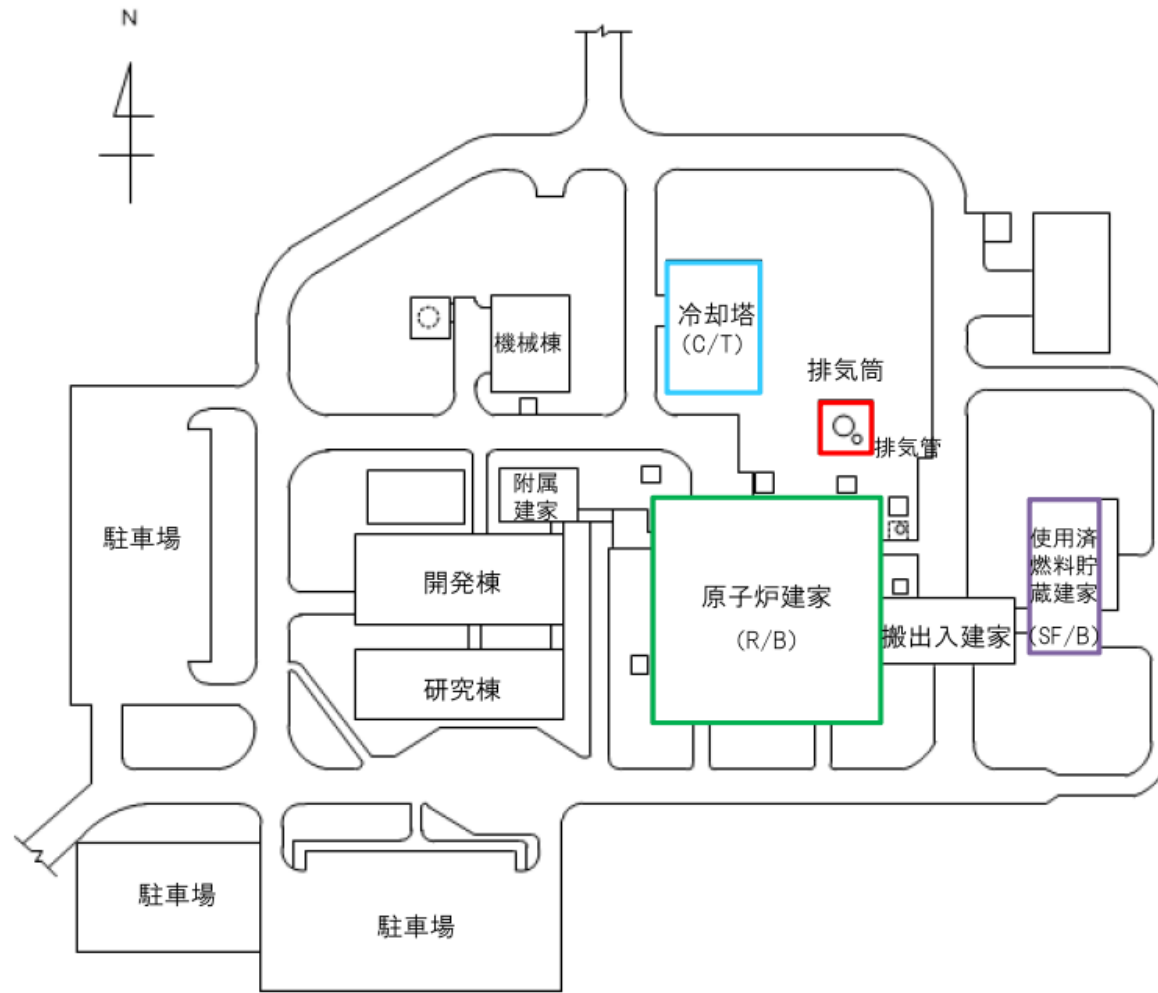 N
冷却塔
(C/T)
機械棟
排気筒
排気管
附属
建家
駐車場
開発棟
原子炉建家
(R/B)
使用済
燃料貯
蔵建家
(SF/B)
搬出入建家
研究棟
駐車場
駐車場